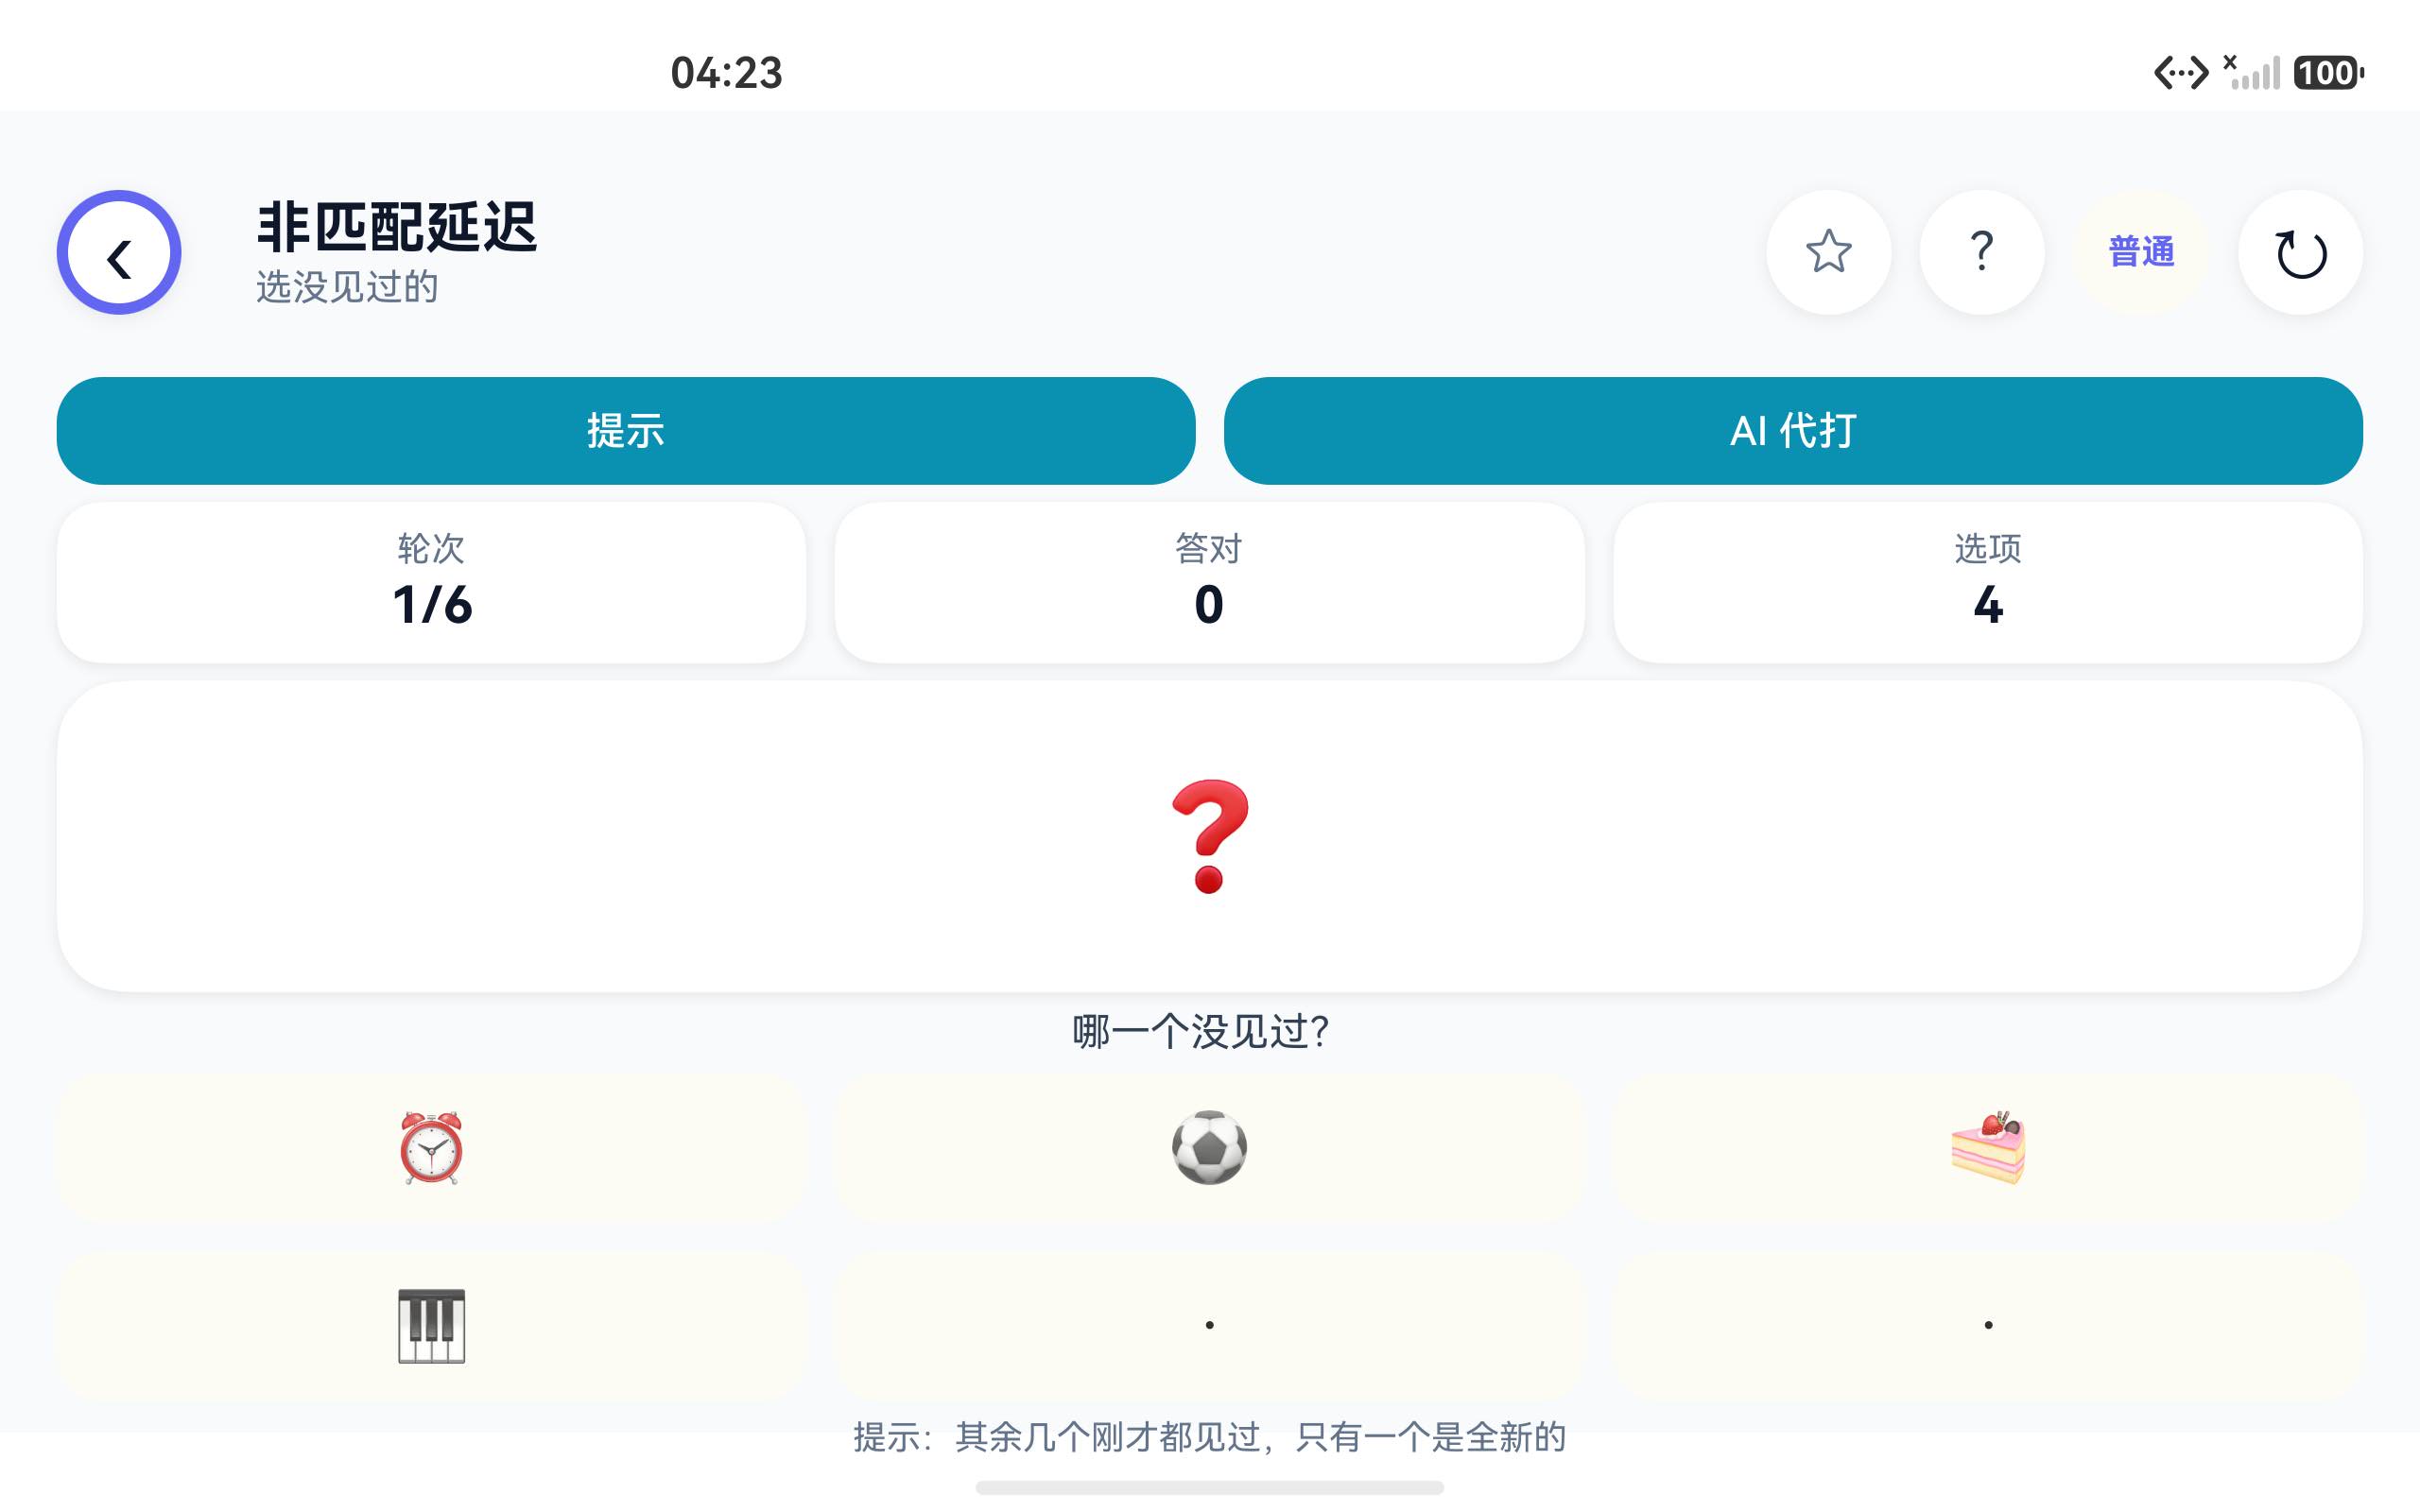 04:23
100
非匹配延迟
选没见过的
?
普通
提示
AI 代打
轮次
1/6
答对
0
选项
4
❓
哪一个没见过？
·
·
提示：其余几个刚才都见过，只有一个是全新的